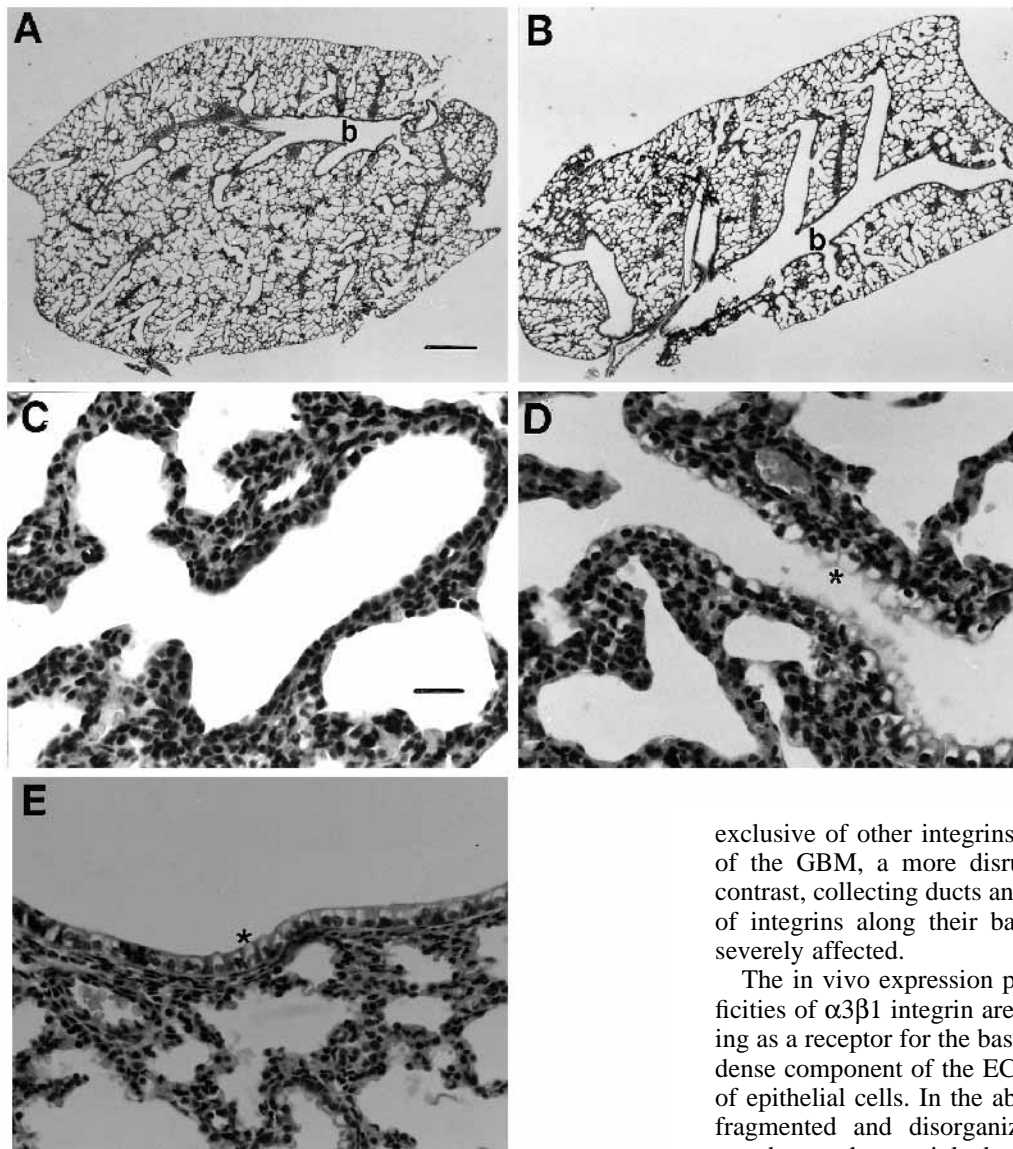 A
B
b
b
C
D
*
E
*
exclusive of other integrins
of the GBM, a more disru
contrast, collecting ducts an
of integrins along their ba
severely affected.
The in vivo expression p
ficities of α3β1 integrin are
ing as a receptor for the bas
dense component of the EC
of epithelial cells. In the ab
fragmented and disorganiz